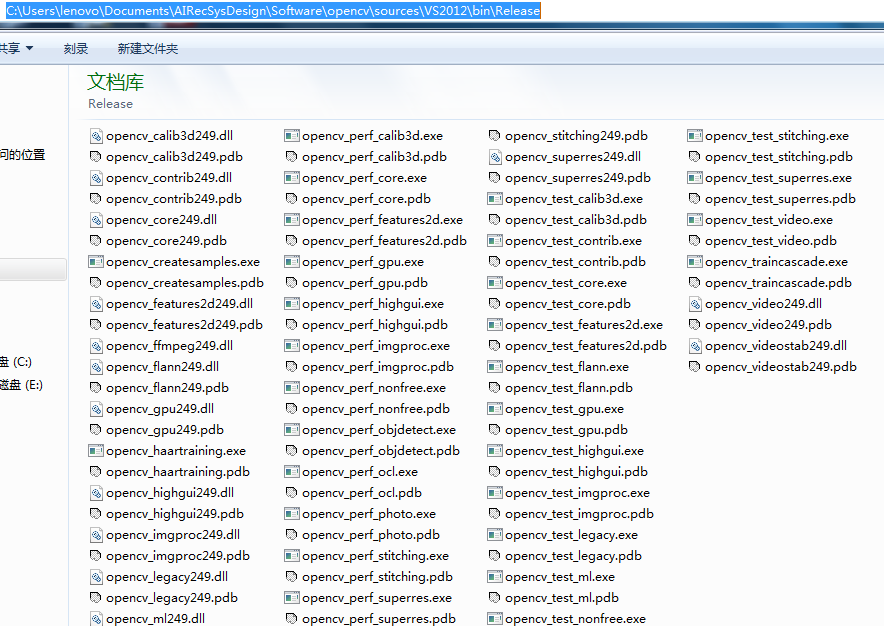 C:\Users\lenovo\Documents\AIRecSysDesign\Software\opencv\sources\VS2012\bin\Release
共享 刻录 新建文件夹
文档库
Release
问的位置
盘 (C:)
磁盘 (E:)
opencv_calib3d249.dll
opencv_calib3d249.pdb
opencv_contrib249.dll
opencv_contrib249.pdb
opencv_core249.dll
opencv_core249.pdb
opencv_createsamples.exe
opencv_createsamples.pdb
opencv_features2d249.dll
opencv_features2d249.pdb
opencv_ffmpeg249.dll
opencv_flann249.dll
opencv_flann249.pdb
opencv_gpu249.dll
opencv_gpu249.pdb
opencv_haartraining.exe
opencv_haartraining.pdb
opencv_highgui249.dll
opencv_highgui249.pdb
opencv_imgproc249.dll
opencv_imgproc249.pdb
opencv_legacy249.dll
opencv_legacy249.pdb
opencv_ml249.dll
opencv_perf_calib3d.exe
opencv_perf_calib3d.pdb
opencv_perf_core.exe
opencv_perf_core.pdb
opencv_perf_features2d.exe
opencv_perf_features2d.pdb
opencv_perf_gpu.exe
opencv_perf_gpu.pdb
opencv_perf_highgui.exe
opencv_perf_highgui.pdb
opencv_perf_imgproc.exe
opencv_perf_imgproc.pdb
opencv_perf_nonfree.exe
opencv_perf_nonfree.pdb
opencv_perf_objdetect.exe
opencv_perf_objdetect.pdb
opencv_perf_ocl.exe
opencv_perf_ocl.pdb
opencv_perf_photo.exe
opencv_perf_photo.pdb
opencv_perf_stitching.exe
opencv_perf_stitching.pdb
opencv_perf_superres.exe
opencv_perf_superres.pdb
opencv_stitching249.pdb
opencv_superres249.dll
opencv_superres249.pdb
opencv_test_calib3d.exe
opencv_test_calib3d.pdb
opencv_test_contrib.exe
opencv_test_contrib.pdb
opencv_test_core.exe
opencv_test_core.pdb
opencv_test_features2d.exe
opencv_test_features2d.pdb
opencv_test_flann.exe
opencv_test_flann.pdb
opencv_test_gpu.exe
opencv_test_gpu.pdb
opencv_test_highgui.exe
opencv_test_highgui.pdb
opencv_test_imgproc.exe
opencv_test_imgproc.pdb
opencv_test_legacy.exe
opencv_test_legacy.pdb
opencv_test_ml.exe
opencv_test_ml.pdb
opencv_test_nonfree.exe
opencv_test_stitching.exe
opencv_test_stitching.pdb
opencv_test_superres.exe
opencv_test_superres.pdb
opencv_test_video.exe
opencv_test_video.pdb
opencv_traincascade.exe
opencv_traincascade.pdb
opencv_video249.dll
opencv_video249.pdb
opencv_videostab249.dll
opencv_videostab249.pdb